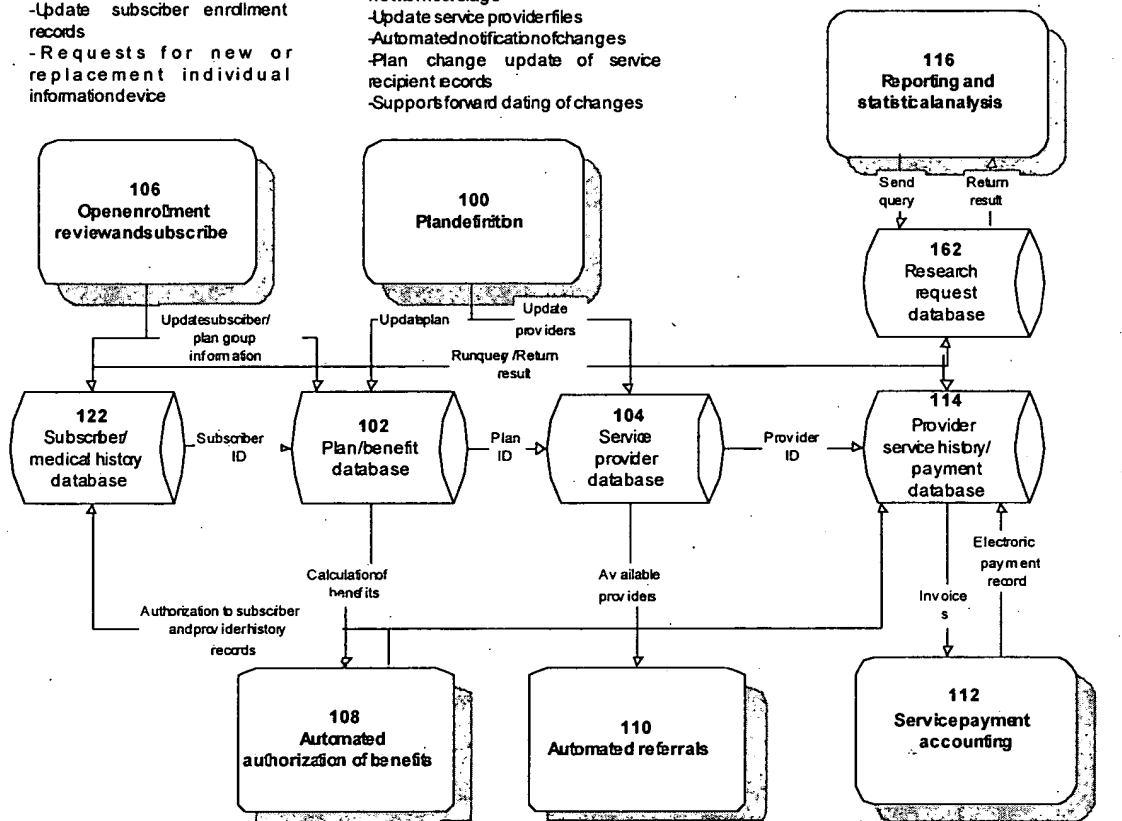 -Update subsciber enrollment
records
-Requests for new or
replacement individual
informationdevice
-Update service providerfiles
-Automatednotificationofchanges
-Plan change update of service
recipient records
-Supportsforward dating of changes
116
Reporting and
statisticalanalysis
106
Openenrollment
reviewandsubscribe
100
Plandefinition
Send
query
Return
result
162
Research
request
database
Updatesubscriber/
plan group
information
Updateplan
Update
providers
Runquery/Return
result
122
Subscriber/
medical history
database
Subscriber
ID
102
Plan/benefit
database
Plan
ID
104
Service
provider
database
Provider
ID
114
Provider
service history/
payment
database
Calculationof
benefits
Available
providers
Invoice
s
Electronic
payment
record
Authorization to subscriber
andproviderhistory
records
108
Automated
authorization of benefits
110
Automated referrals
112
Servicepayment
accounting